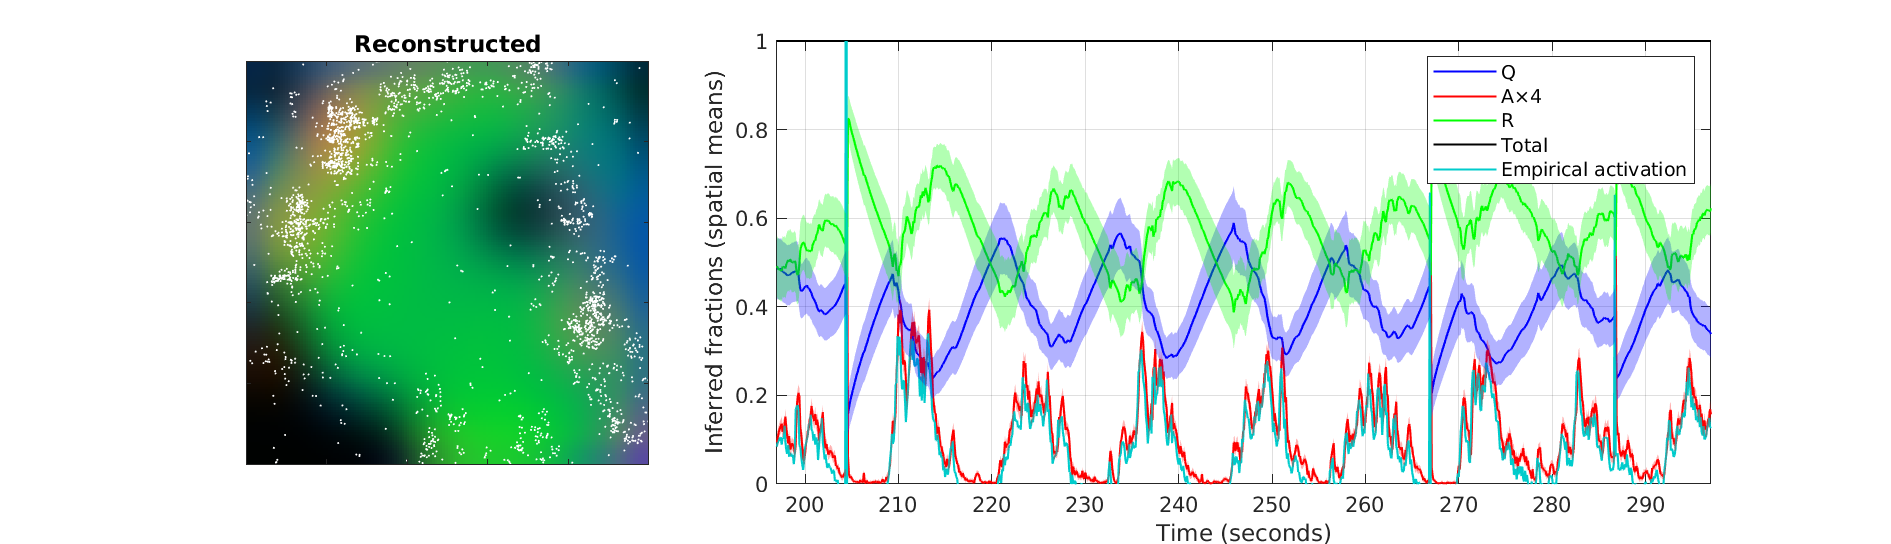 Reconstructed
Inferred fractions (spatial means)
1
0.8
0.6
0.4
0.2
0
Q
A×4
R
Total
Empirical activation
200 210 220 230 240 250 260 270 280 290
Time (seconds)